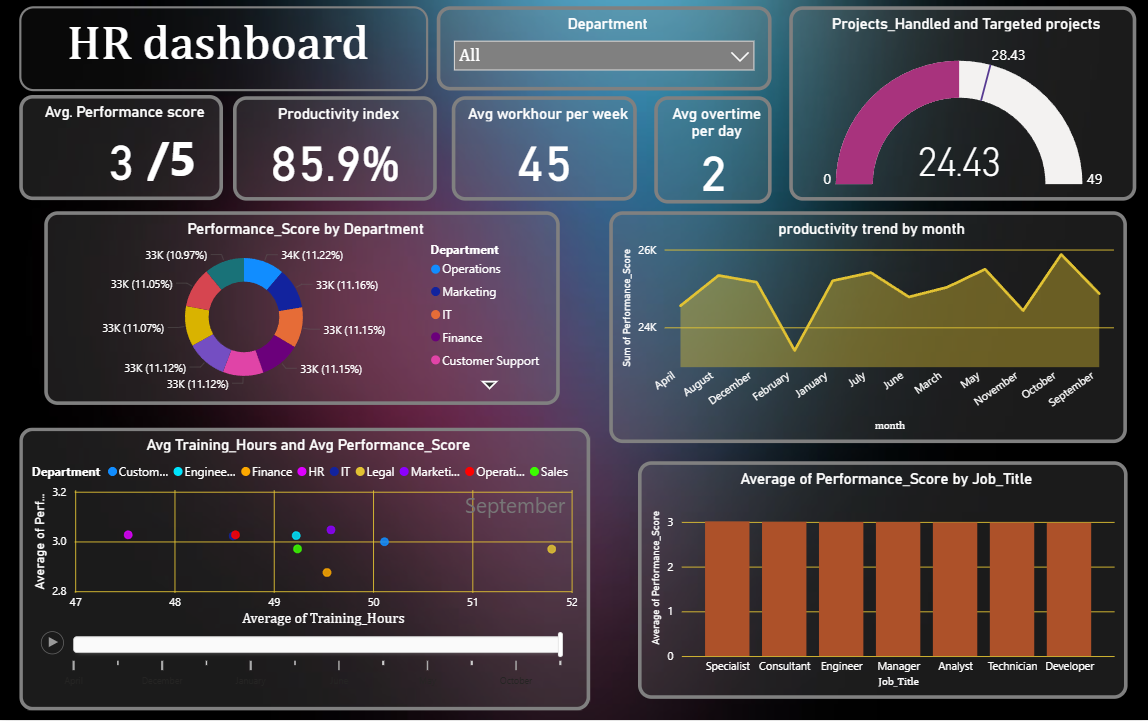 HR dashboard
Department
All
Projects_Handled and Targeted projects
28.43
24.43
0
49
Avg. Performance score
3 /5
Productivity index
85.9%
Avg workhour per week
45
Avg overtime
per day
2
Performance_Score by Department
33K (10.97%)
34K (11.22%)
33K (11.05%)
33K (11.16%)
33K (11.07%)
33K (11.15%)
33K (11.12%)
33K (11.15%)
33K (11.12%)
Department
Operations
Marketing
IT
Finance
Customer Support
productivity trend by month
Sum of Performance_Score
26K
24K
April
August
December
February
January
July
June
March
May
November
October
September
month
Avg Training_Hours and Avg Performance_Score
Department Custom... Enginee... Finance HR IT Legal Marketi... Operati... Sales
September
Average of Perf...
3.2
3.0
2.8
47 48 49 50 51 52
Average of Training_Hours
April December January October
Average of Performance_Score by Job_Title
Average of Performance_Score
3
2
1
0
Specialist Consultant Engineer Manager Analyst Technician Developer
Job_Title